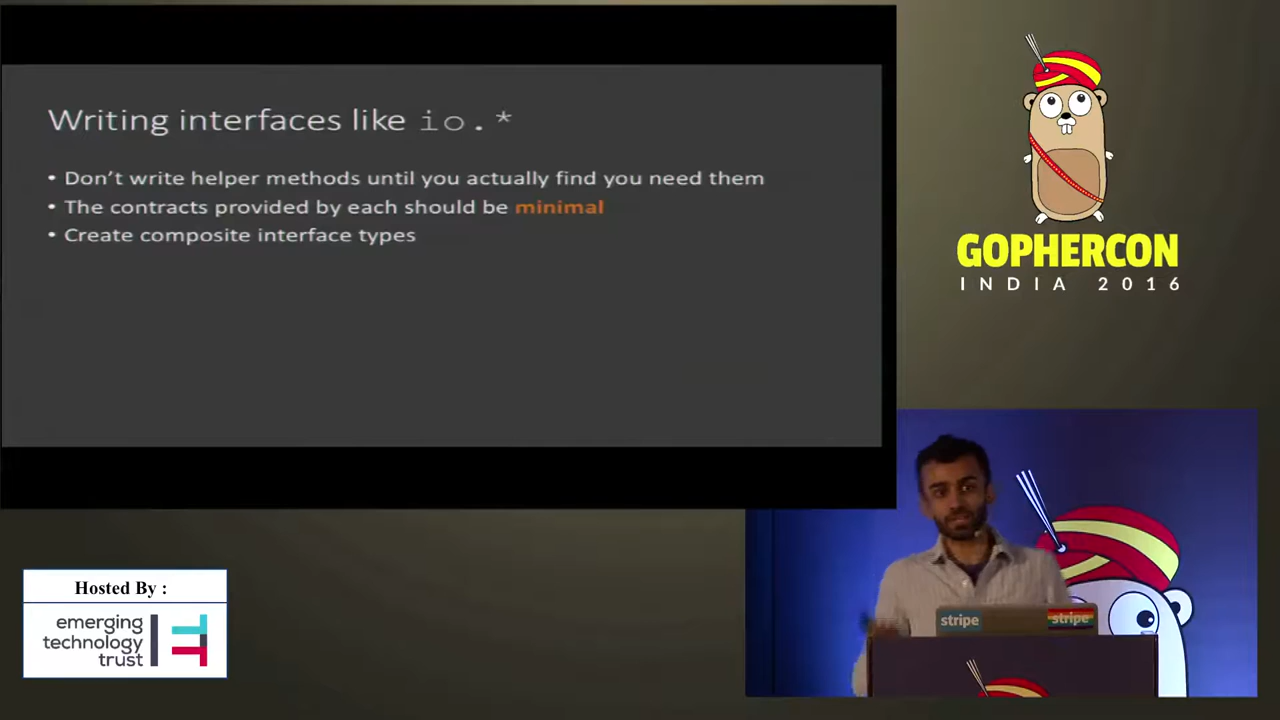 Writing interfaces like io.*
• Don't write helper methods until you actually find you need them
• The contracts provided by each should be minimal
• Create composite interface types
GOPHERCON
INDIA 2016
Hosted By :
emerging
technology
trust
stripe
stripe